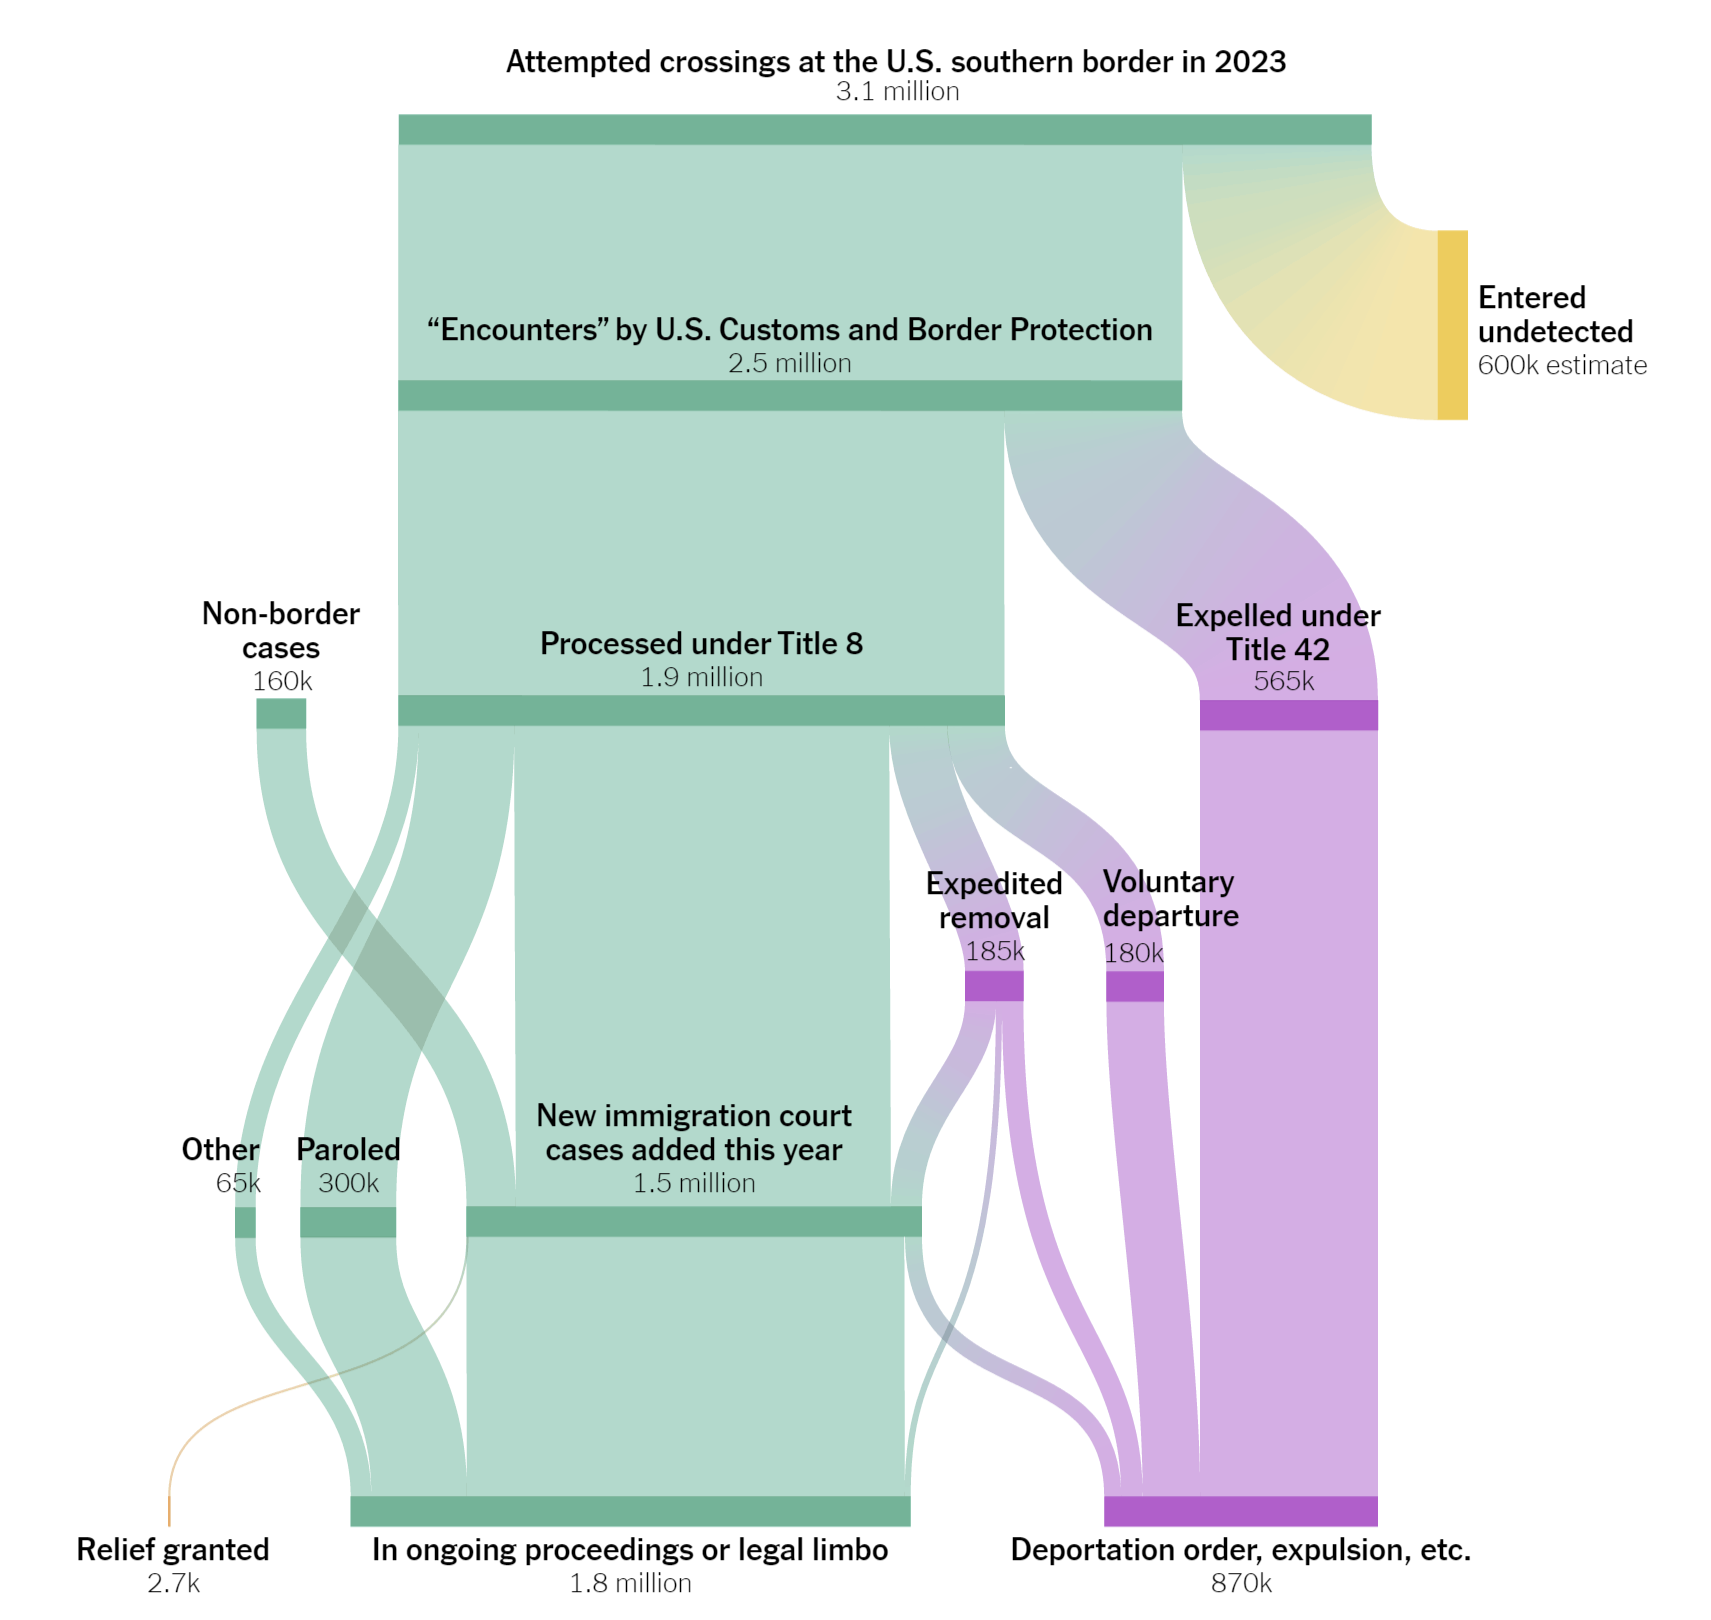 Attempted crossings at the U.S. southern border in 2023
3.1 million
Entered
undetected
600k estimate
“Encounters” by U.S. Customs and Border Protection
2.5 million
Non-border
cases
160k
Processed under Title 8
1.9 million
Expelled under
Title 42
565k
Expedited
removal
185k
Voluntary
departure
180k
Other
65k
Paroled
300k
New immigration court
cases added this year
1.5 million
Relief granted
2.7k
In ongoing proceedings or legal limbo
1.8 million
Deportation order, expulsion, etc.
870k